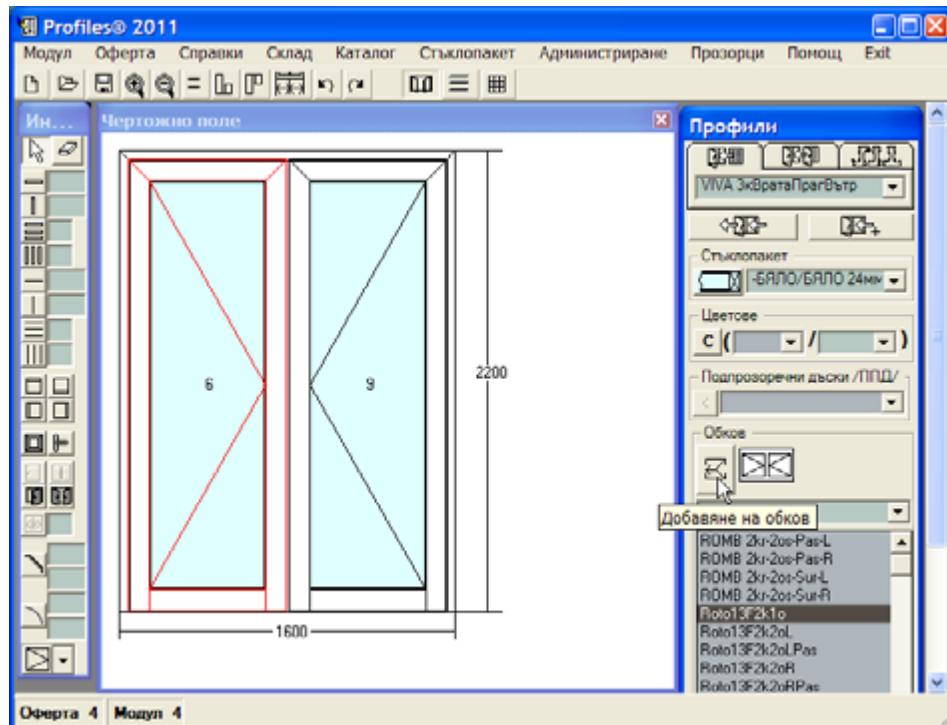 Profiles® 2011
Модул Оферта Справки Склад Каталог Стъклопакет Администриране Прозорци Помощ Exit
Ин...
Чертожно поле
Профили
VIVA 3кВратаПрагВътр
Стъклопакет
-БЯЛО/БЯЛО 24мм
Цветове
C ( / )
Подпрозоречни дъски /ППД/
<
Обков
Добавяне на обков
ROMB 2kr-2os-Pas-L
ROMB 2kr-2os-Pas-R
ROMB 2kr-2os-Sur-L
ROMB 2kr-2os-Sur-R
Roto13F2k1o
Roto13F2k2oL
Roto13F2k2oLPas
Roto13F2k2oR
Roto13F2k2oRPas
6
9
2200
1600
Оферта 4 Модул 4